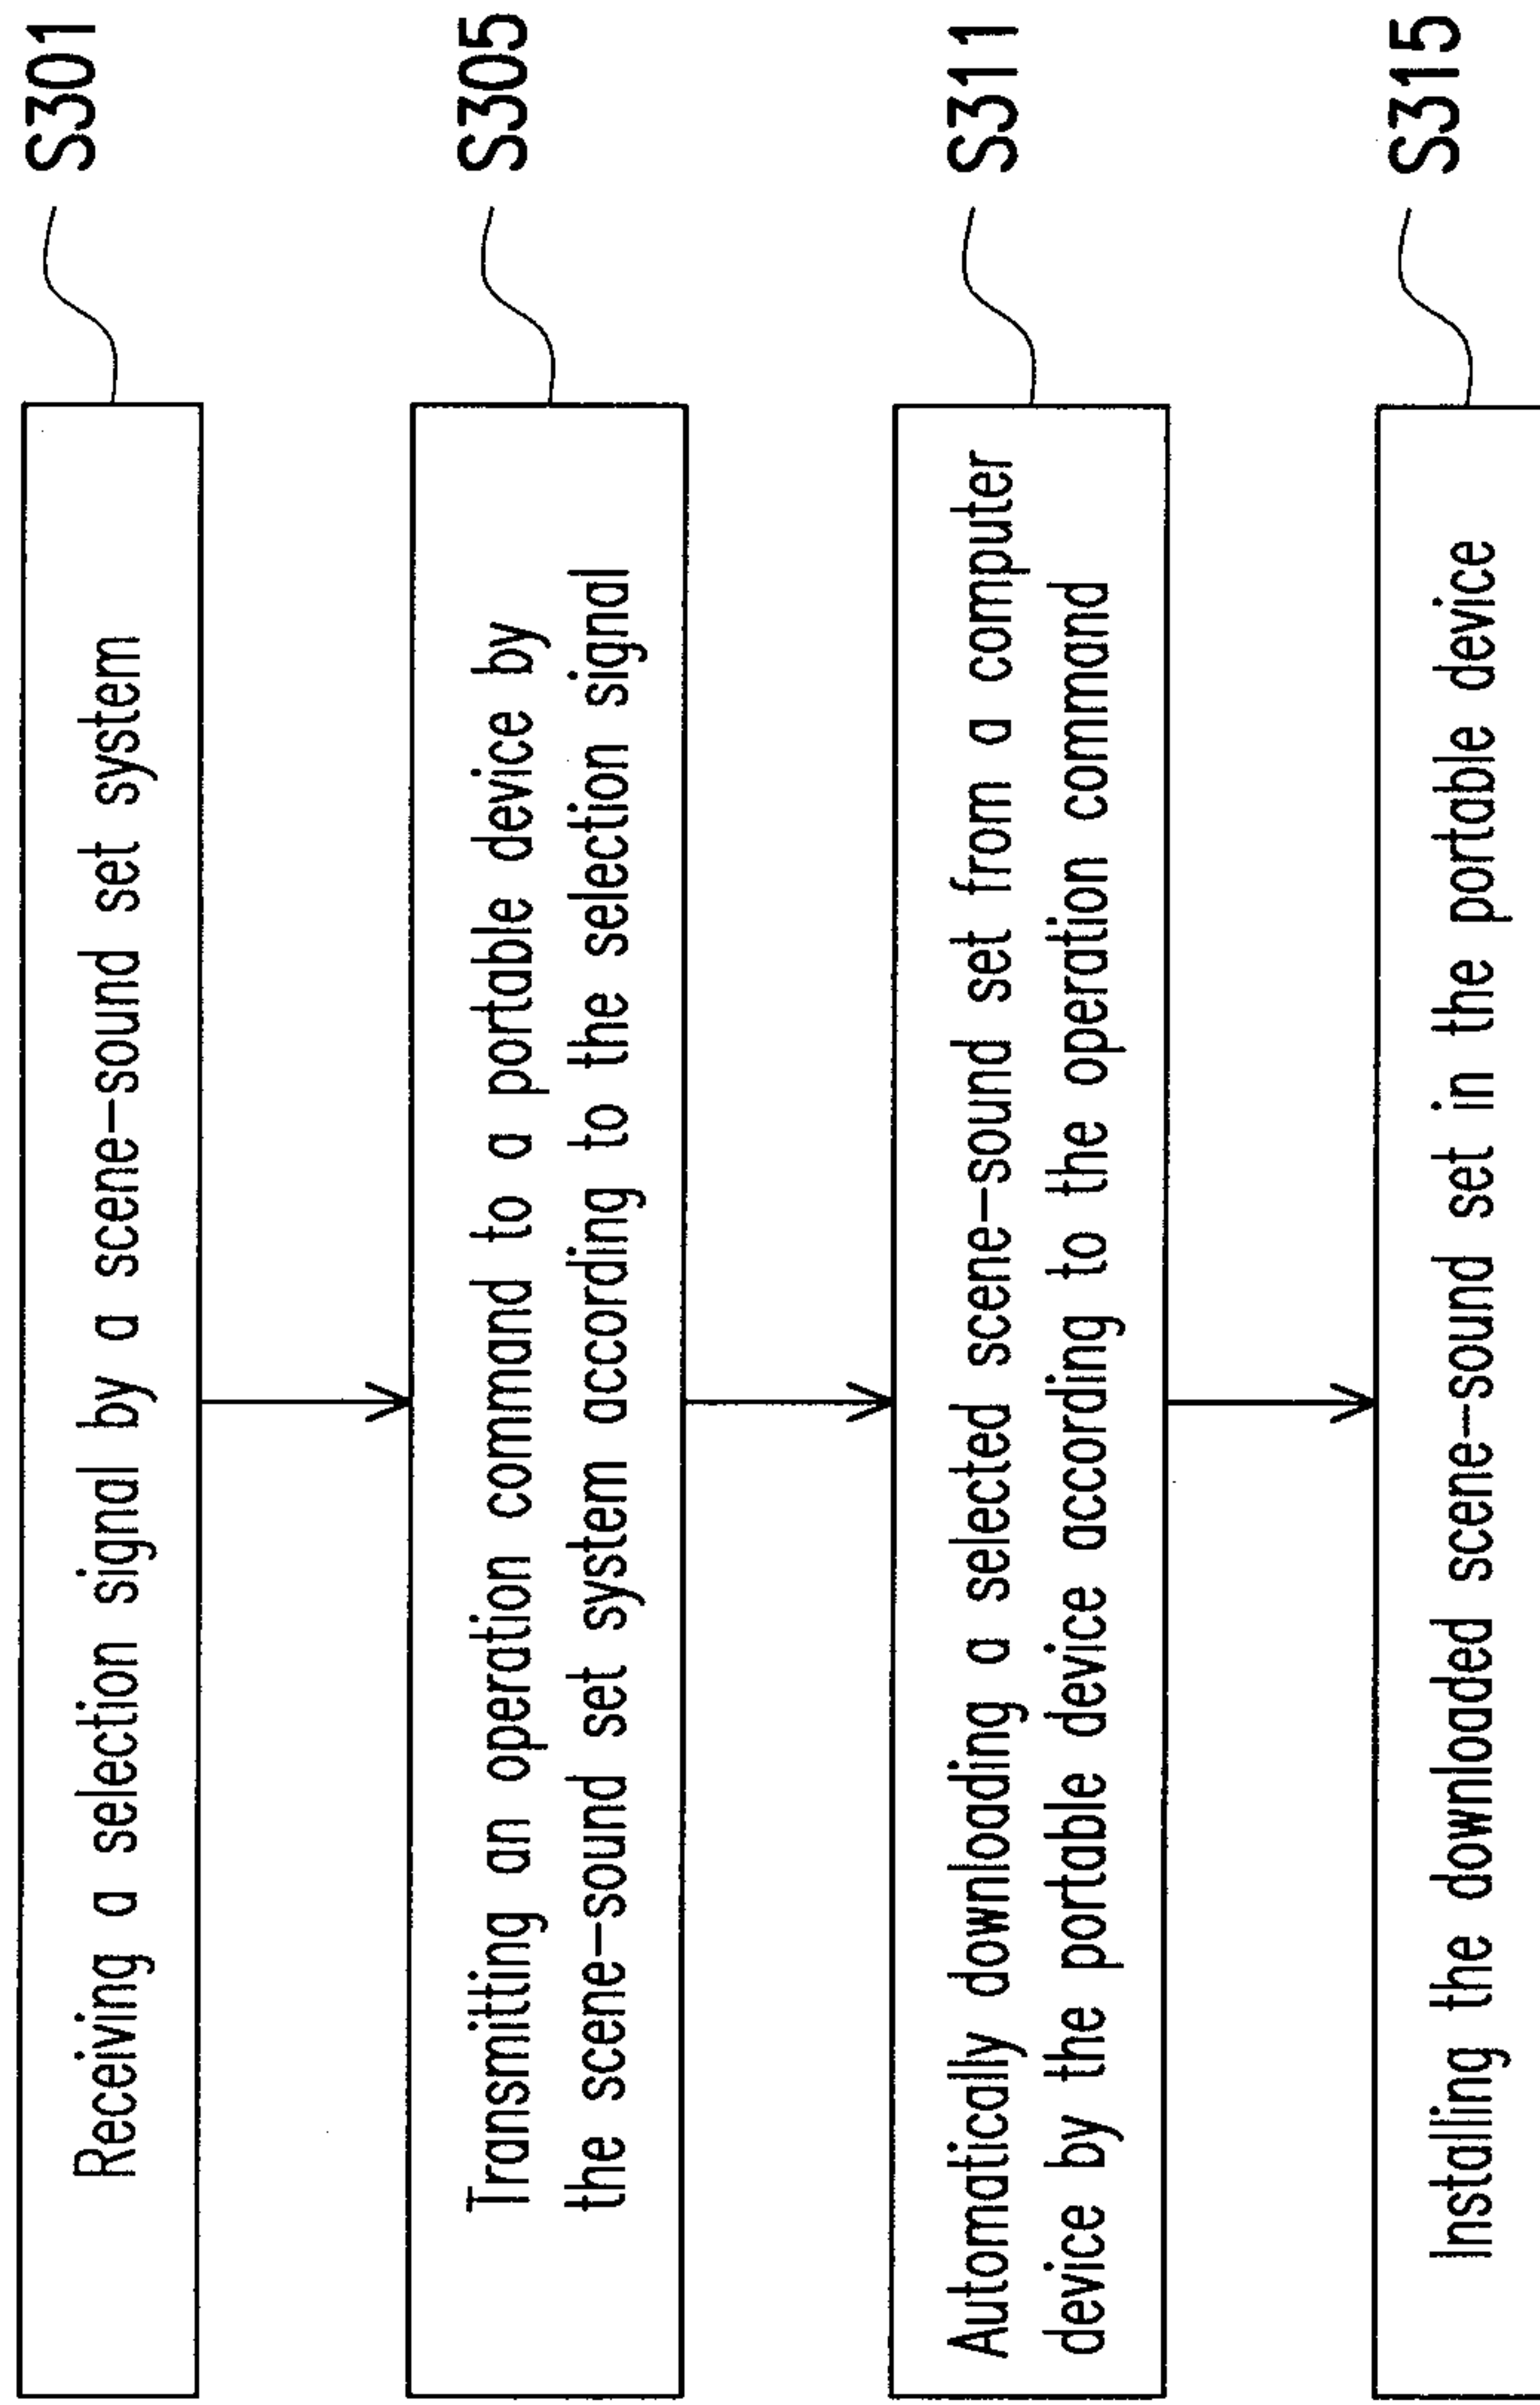 Receiving a selection signal by a scene-sound set system
S301
Transmitting an operation command to a portable device by
the scene-sound set system according to the selection signal
S305
Automatically downloading a selected scene-sound set from a computer
device by the portable device according to the operation command
S311
Installing the downloaded scene-sound set in the portable device
S315